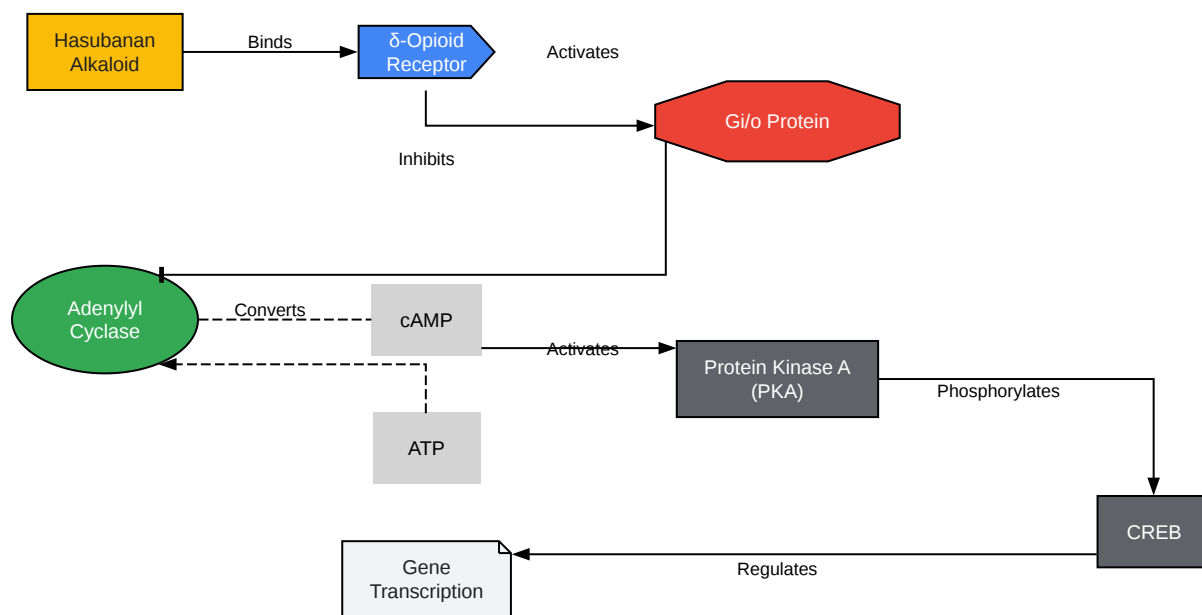 Hasubanan
Alkaloid
Binds
δ-Opioid
Receptor
Activates
Gi/o Protein
Inhibits
Adenylyl
Cyclase
Converts
cAMP
Activates
Protein Kinase A
(PKA)
Phosphorylates
ATP
CREB
Gene
Transcription
Regulates